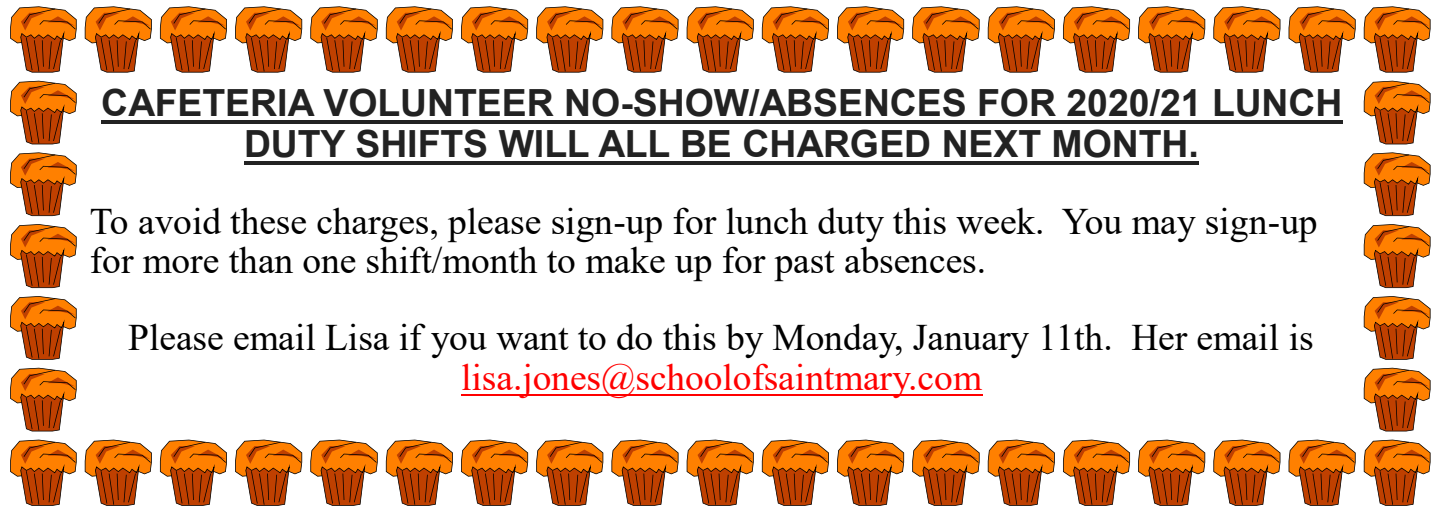 CAFETERIA VOLUNTEER NO-SHOW/ABSENCES FOR 2020/21 LUNCH
DUTY SHIFTS WILL ALL BE CHARGED NEXT MONTH.
To avoid these charges, please sign-up for lunch duty this week.  You may sign-up
for more than one shift/month to make up for past absences.
Please email Lisa if you want to do this by Monday, January 11th.  Her email is
lisa.jones@schoolofsaintmary.com